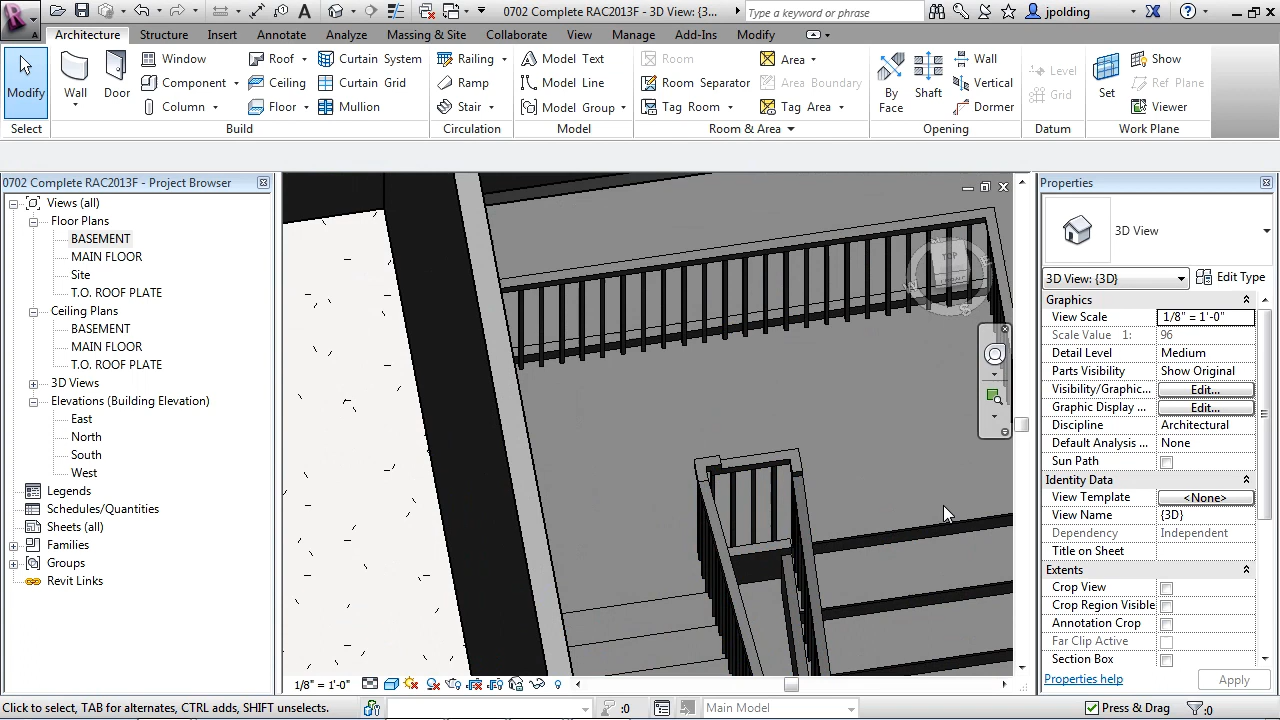 0702 Complete RAC2013F - 3D View: {3...
Type a keyword or phrase
jpolding
Architecture Structure Insert Annotate Analyze Massing & Site Collaborate View Manage Add-Ins Modify
Modify Wall Door Window Roof Curtain System Railing Model Text Room Area By Face Shaft Wall Level Set Show
Component Ceiling Curtain Grid Ramp Model Line Room Separator Area Boundary Vertical Grid Ref Plane
Column Floor Mullion Stair Model Group Tag Room Tag Area Dormer Viewer
Select Build Circulation Model Room & Area Opening Datum Work Plane
0702 Complete RAC2013F - Project Browser
Views (all)
Floor Plans
BASEMENT
MAIN FLOOR
Site
T.O. ROOF PLATE
Ceiling Plans
BASEMENT
MAIN FLOOR
T.O. ROOF PLATE
3D Views
Elevations (Building Elevation)
East
North
South
West
Legends
Schedules/Quantities
Sheets (all)
Families
Groups
Revit Links
TOP
FRONT
Properties
3D View
3D View: {3D} Edit Type
Graphics
View Scale 1/8" = 1'-0"
Scale Value 1: 96
Detail Level Medium
Parts Visibility Show Original
Visibility/Graphic... Edit...
Graphic Display ... Edit...
Discipline Architectural
Default Analysis ... None
Sun Path
Identity Data
View Template <None>
View Name {3D}
Dependency Independent
Title on Sheet
Extents
Crop View
Crop Region Visible
Annotation Crop
Far Clip Active
Section Box
Properties help Apply
1/8" = 1'-0"
Click to select, TAB for alternates, CTRL adds, SHIFT unselects. :0 Main Model Press & Drag :0